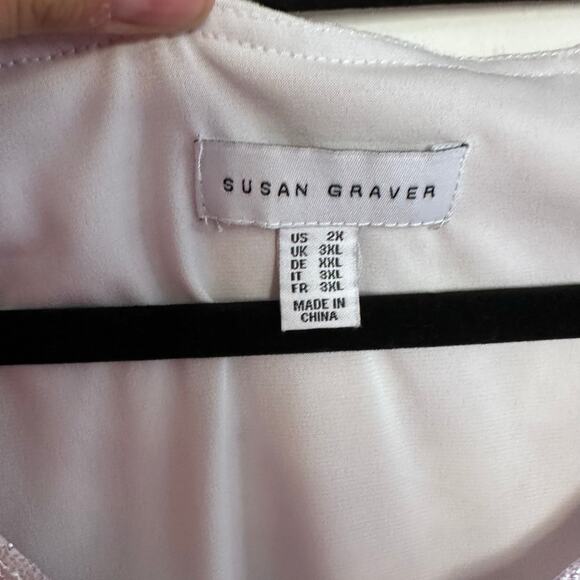 SUSAN GRAVER
US 2X
UK 3XL
DE XXL
IT 3XL
FR 3XL
MADE IN
CHINA